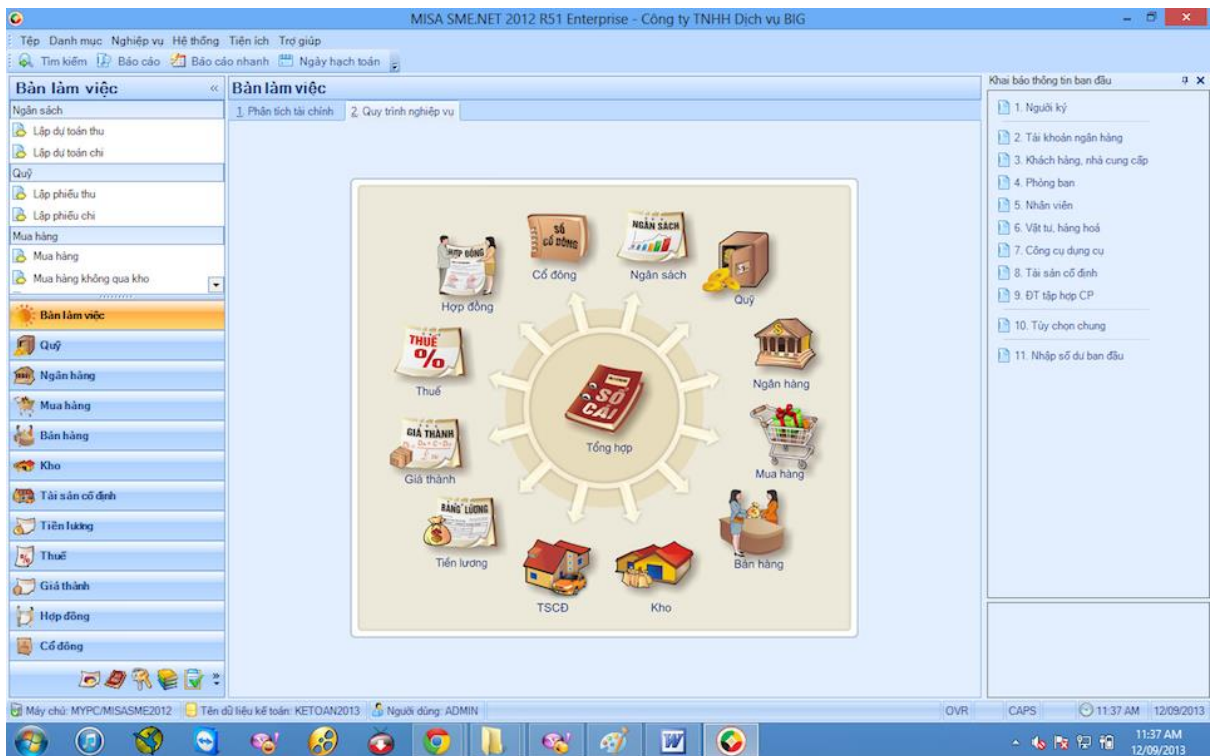 MISA SME.NET 2012 R51 Enterprise - Công ty TNHH Dịch vụ BIG
Tệp Danh mục Nghiệp vụ Hệ thống Tiện ích Trợ giúp
Tìm kiếm Báo cáo Báo cáo nhanh Ngày hạch toán
Bàn làm việc
Ngân sách
Lập dự toán thu
Lập dự toán chi
Quỹ
Lập phiếu thu
Lập phiếu chi
Mua hàng
Mua hàng
Mua hàng không qua kho
Bàn làm việc
Quỹ
Ngân hàng
Mua hàng
Bán hàng
Kho
Tài sản cố định
Tiền lương
Thuế
Giá thành
Hợp đồng
Cổ đông
Bàn làm việc
1. Phân tích tài chính 2. Quy trình nghiệp vụ
HỢP ĐỒNG
Hợp đồng
SỔ CỔ ĐÔNG
Cổ đông
NGÂN SÁCH
Ngân sách
Quỹ
THUẾ %
Thuế
Ngân hàng
SỔ CÁI
Tổng hợp
GIÁ THÀNH
Giá thành
Mua hàng
BẢNG LƯƠNG
Tiền lương
Bán hàng
TSCĐ
Kho
Khai báo thông tin ban đầu
1. Người ký
2. Tài khoản ngân hàng
3. Khách hàng, nhà cung cấp
4. Phòng ban
5. Nhân viên
6. Vật tư, hàng hoá
7. Công cụ dụng cụ
8. Tài sản cố định
9. ĐT tập hợp CP
10. Tùy chọn chung
11. Nhập số dư ban đầu
Máy chủ: MYPC/MISASME2012 Tên dữ liệu kế toán: KETOAN2013 Người dùng: ADMIN OVR CAPS 11:37 AM 12/09/2013
11:37 AM
12/09/2013